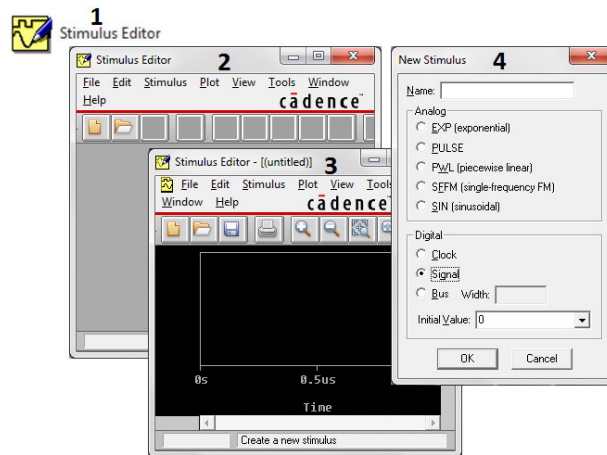 1
Stimulus Editor
Stimulus Editor
2
File Edit Stimulus Plot View Tools Window
Help
cādence
Stimulus Editor - [(untitled)]
3
File Edit Stimulus Plot View Tools
Window Help
cādence
0s
0.5us
Time
Create a new stimulus
New Stimulus
4
Name:
Analog
EXP (exponential)
PULSE
PWL (piecewise linear)
SFFM (single-frequency FM)
SIN (sinusoidal)
Digital
Clock
Signal
Bus Width:
Initial Value: 0
OK Cancel